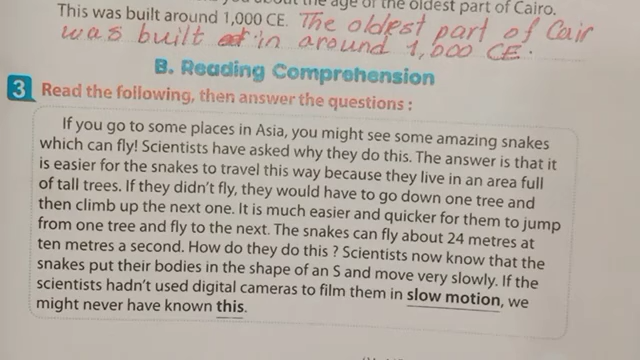 the age of the oldest part of Cairo.
This was built around 1,000 CE. The oldest part of Cair
was built at in around 1,000 CE.
B. Reading Comprehension
3 Read the following, then answer the questions :
If you go to some places in Asia, you might see some amazing snakes
which can fly! Scientists have asked why they do this. The answer is that it
is easier for the snakes to travel this way because they live in an area full
of tall trees. If they didn't fly, they would have to go down one tree and
then climb up the next one. It is much easier and quicker for them to jump
from one tree and fly to the next. The snakes can fly about 24 metres at
ten metres a second. How do they do this ? Scientists now know that the
snakes put their bodies in the shape of an S and move very slowly. If the
scientists hadn't used digital cameras to film them in slow motion, we
might never have known this.